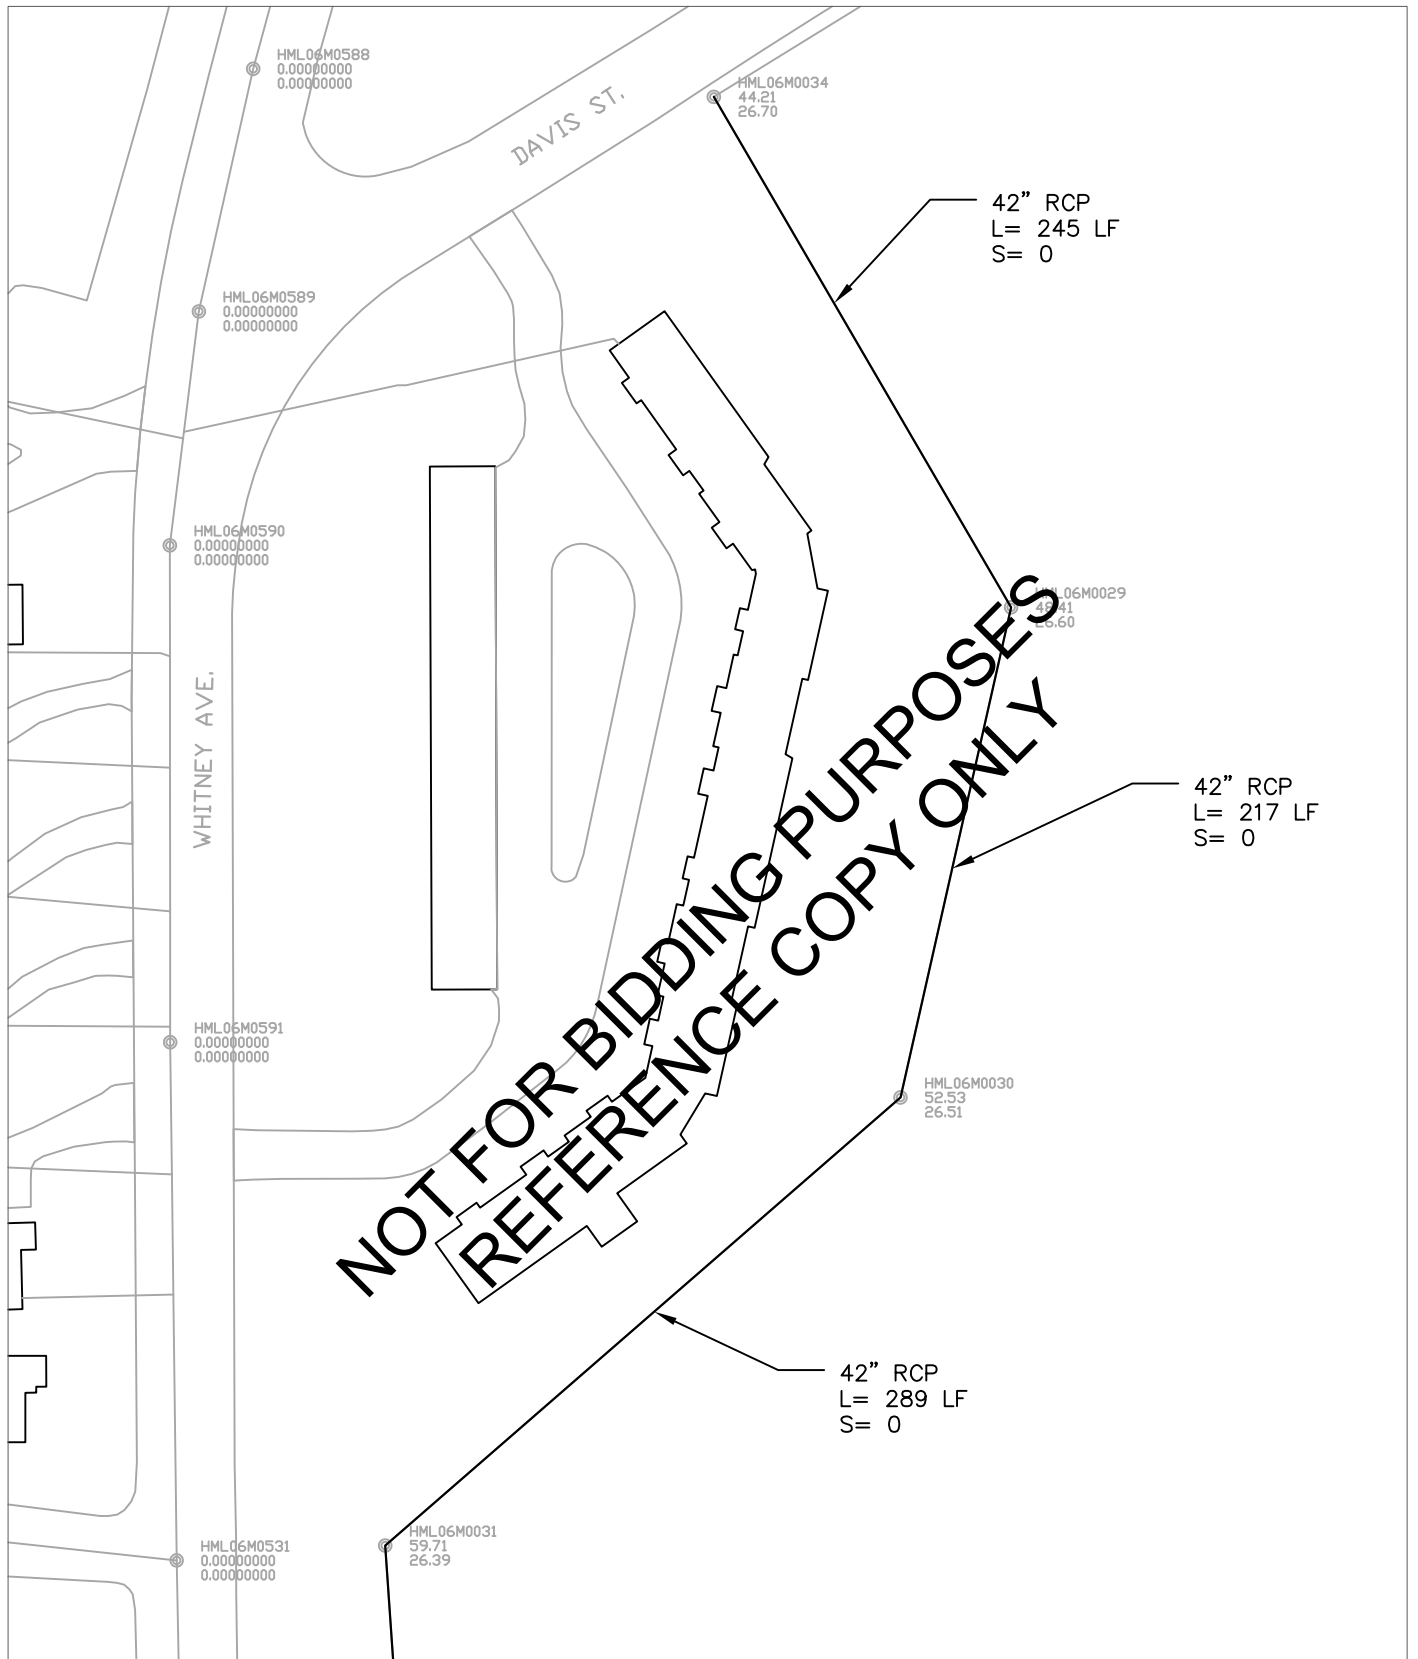 HML06M0588
0.00000000
0.00000000
DAVIS ST.
HML06M0034
44.21
26.70
42" RCP
L= 245 LF
S= 0
HML06M0589
0.00000000
0.00000000
HML06M0590
0.00000000
0.00000000
HML06M0029
48.41
26.60
WHITNEY AVE.
NOT FOR BIDDING PURPOSES
REFERENCE COPY ONLY
42" RCP
L= 217 LF
S= 0
HML06M0591
0.00000000
0.00000000
HML06M0030
52.53
26.51
42" RCP
L= 289 LF
S= 0
HML06M0531
0.00000000
0.00000000
HML06M0031
59.71
26.39